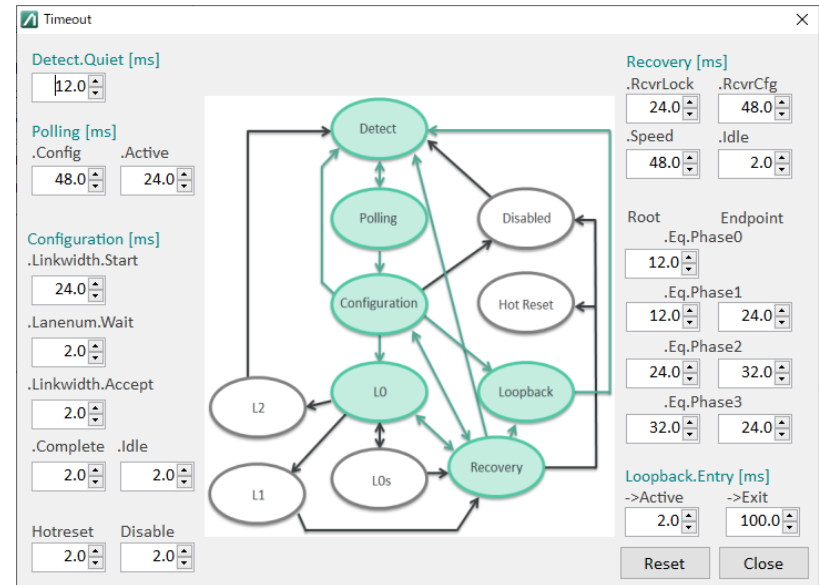 Timeout
Detect.Quiet [ms]
12.0
Polling [ms]
.Config .Active
48.0 24.0
Configuration [ms]
.Linkwidth.Start
24.0
.Lanenum.Wait
2.0
.Linkwidth.Accept
2.0
.Complete .Idle
2.0 2.0
Hotreset Disable
2.0 2.0
Detect
Polling
Disabled
Configuration
Hot Reset
L0
Loopback
L2
L0s
Recovery
L1
Recovery [ms]
.RcvrLock .RcvrCfg
24.0 48.0
.Speed .Idle
48.0 2.0
Root Endpoint
.Eq.Phase0
12.0
.Eq.Phase1
12.0 24.0
.Eq.Phase2
24.0 32.0
.Eq.Phase3
32.0 24.0
Loopback.Entry [ms]
->Active ->Exit
2.0 100.0
Reset Close